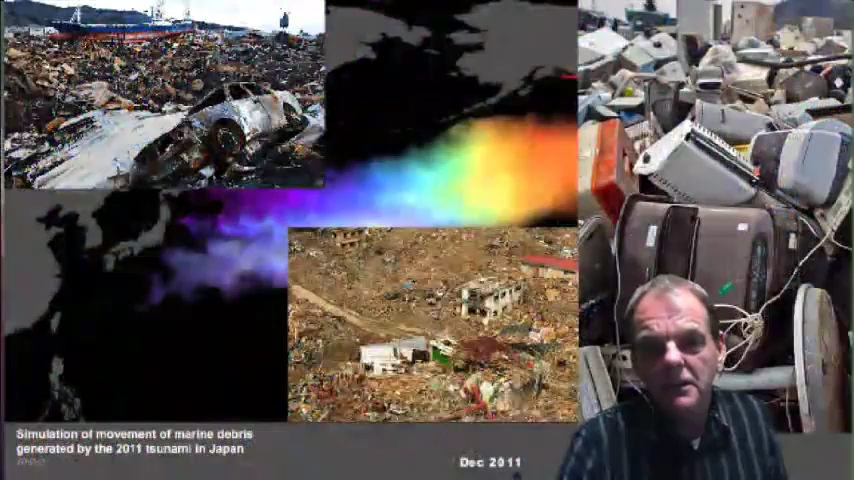 Simulation of movement of marine debris
generated by the 2011 tsunami in Japan
Dec 2011